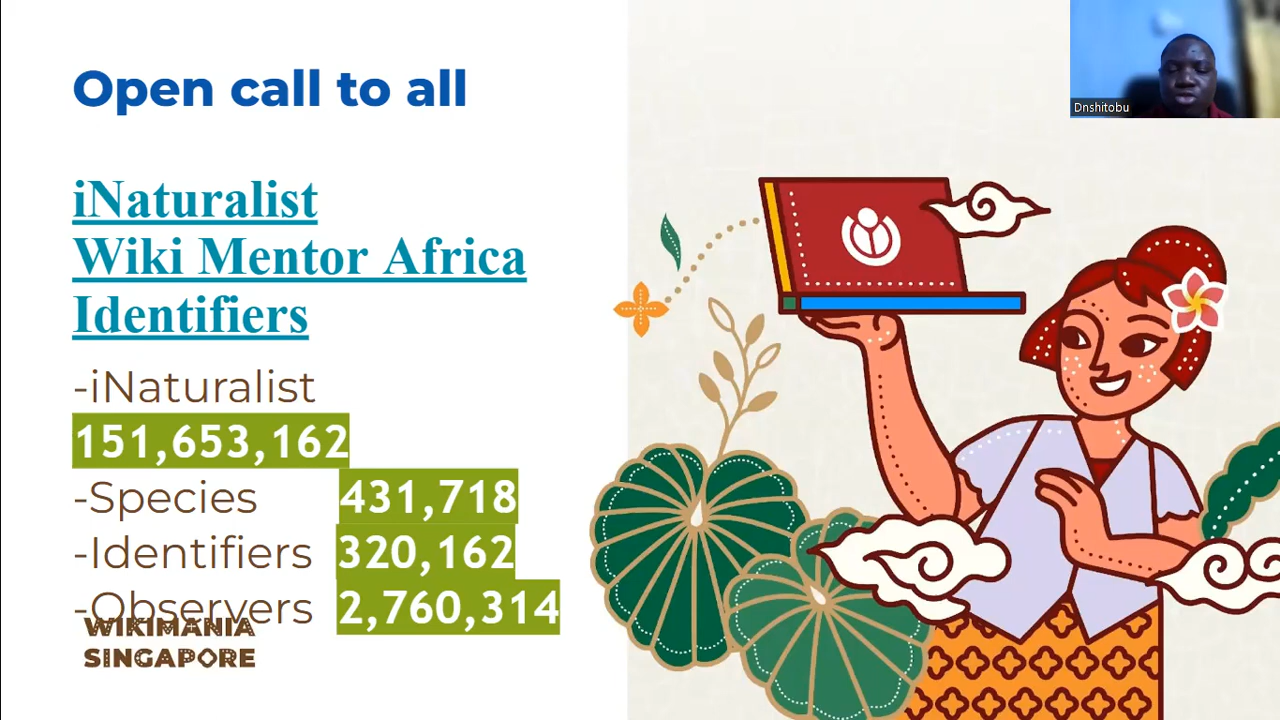 Open call to all
Dnshitobu
iNaturalist
Wiki Mentor Africa
Identifiers
-iNaturalist
151,653,162
-Species 431,718
-Identifiers 320,162
-Observers 2,760,314
WIKIMANIA
SINGAPORE